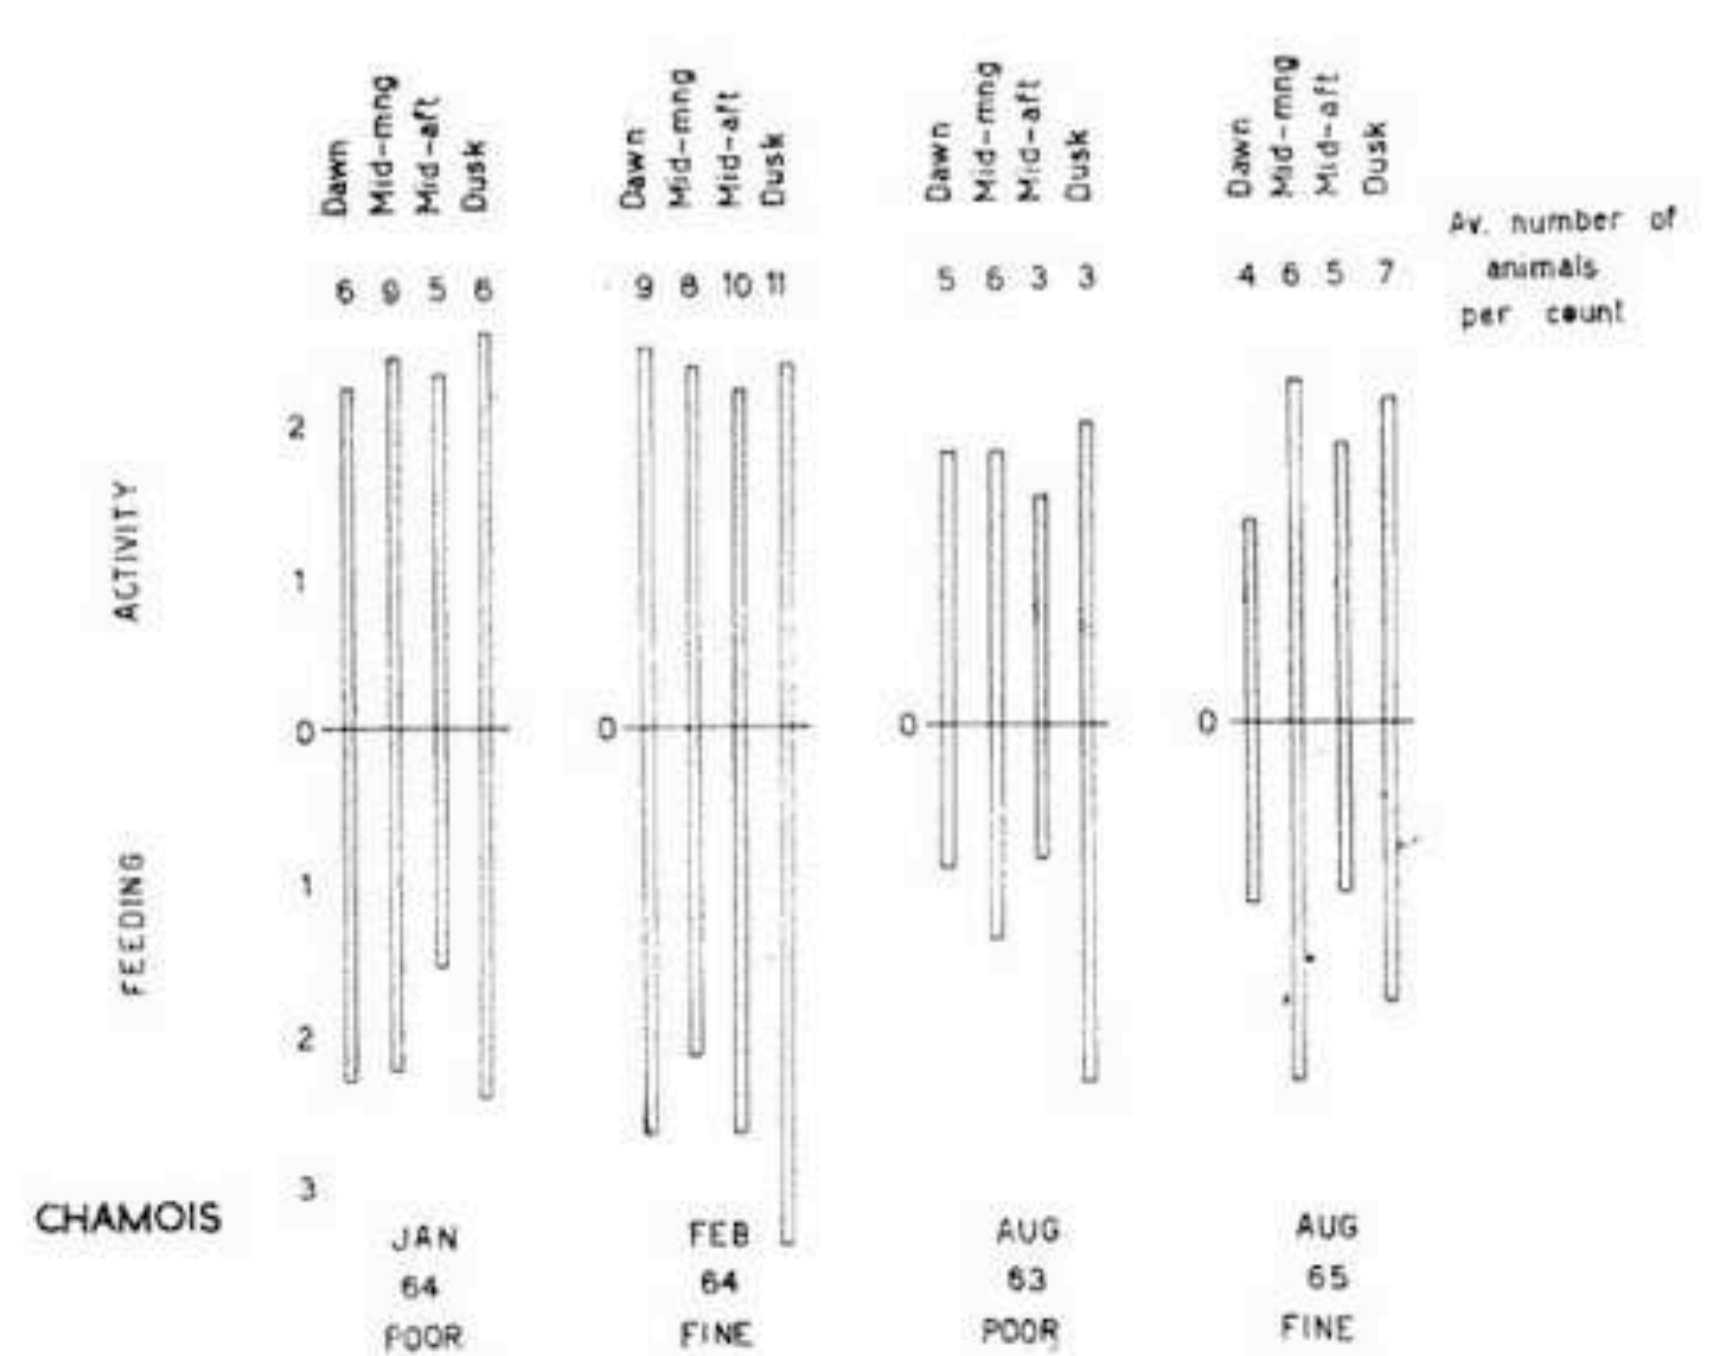 Dawn Mid-mng Mid-aft Dusk Dawn Mid-mng Mid-aft Dusk Dawn Mid-mng Mid-aft Dusk Dawn Mid-mng Mid-aft Dusk
Av. number of
animals
per count
6 9 5 8 9 8 10 11 5 6 3 3 4 6 5 7
2
ACTIVITY
1
0 0 0 0
1
FEEDING
2
3
CHAMOIS
JAN FEB AUG AUG
64 64 63 65
POOR FINE POOR FINE